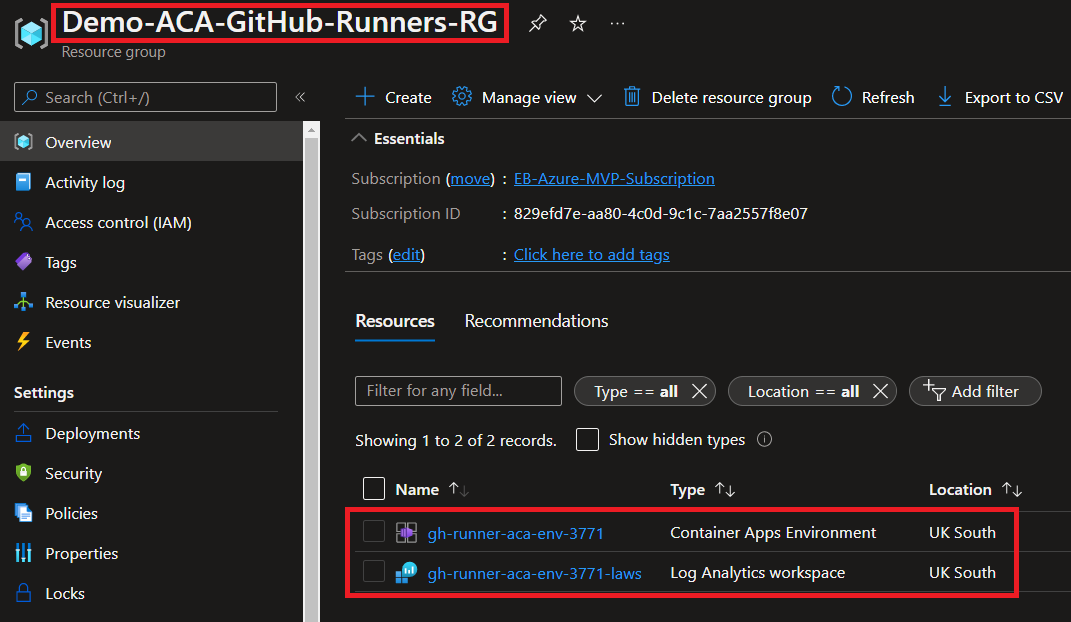 Demo-ACA-GitHub-Runners-RG
Resource group
Search (Ctrl+/)
Overview
Activity log
Access control (IAM)
Tags
Resource visualizer
Events
Settings
Deployments
Security
Policies
Properties
Locks
Create
Manage view
Delete resource group
Refresh
Export to CSV
Essentials
Subscription (move) : EB-Azure-MVP-Subscription
Subscription ID : 829efd7e-aa80-4c0d-9c1c-7aa2557f8e07
Tags (edit) : Click here to add tags
Resources Recommendations
Filter for any field... Type == all Location == all Add filter
Showing 1 to 2 of 2 records. Show hidden types
Name Type Location
gh-runner-aca-env-3771 Container Apps Environment UK South
gh-runner-aca-env-3771-laws Log Analytics workspace UK South